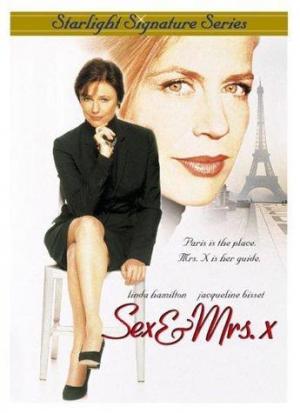 Starlight Signature Series
Paris is the place.
Mrs. X is her guide.
linda hamilton jacqueline bisset
Sex & Mrs. x